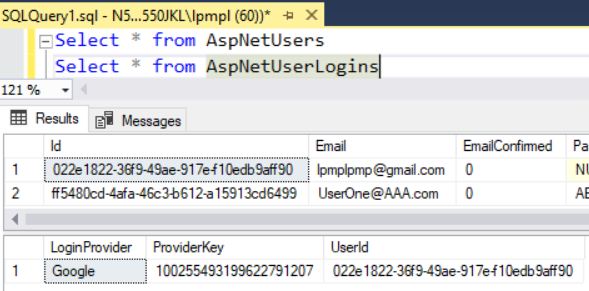 SQLQuery1.sql - N5...550JKL\lpmpl (60))*
Select * from AspNetUsers
Select * from AspNetUserLogins
121 %
Results Messages
Id Email EmailConfirmed Pa
1 022e1822-36f9-49ae-917e-f10edb9aff90 lpmplpmp@gmail.com 0 NU
2 ff5480cd-4afa-46c3-b612-a15913cd6499 UserOne@AAA.com 0 AE
LoginProvider ProviderKey UserId
1 Google 100255493199622791207 022e1822-36f9-49ae-917e-f10edb9aff90